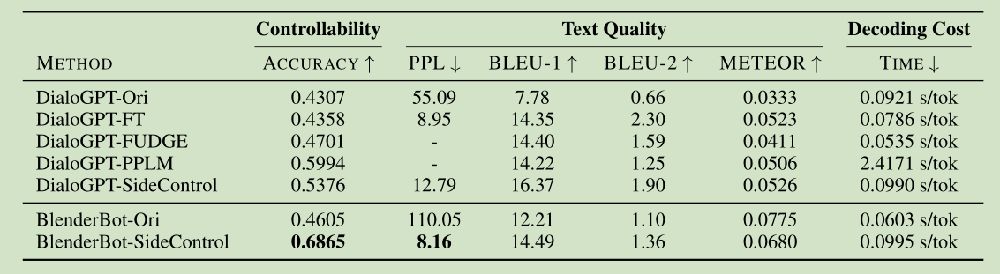 Controllability Text Quality Decoding Cost
METHOD ACCURACY ↑ PPL ↓ BLEU-1 ↑ BLEU-2 ↑ METEOR ↑ TIME ↓
DialoGPT-Ori 0.4307 55.09 7.78 0.66 0.0333 0.0921 s/tok
DialoGPT-FT 0.4358 8.95 14.35 2.30 0.0523 0.0786 s/tok
DialoGPT-FUDGE 0.4701 - 14.40 1.59 0.0411 0.0535 s/tok
DialoGPT-PPLM 0.5994 - 14.22 1.25 0.0506 2.4171 s/tok
DialoGPT-SideControl 0.5376 12.79 16.37 1.90 0.0526 0.0990 s/tok
BlenderBot-Ori 0.4605 110.05 12.21 1.10 0.0775 0.0603 s/tok
BlenderBot-SideControl 0.6865 8.16 14.49 1.36 0.0680 0.0995 s/tok